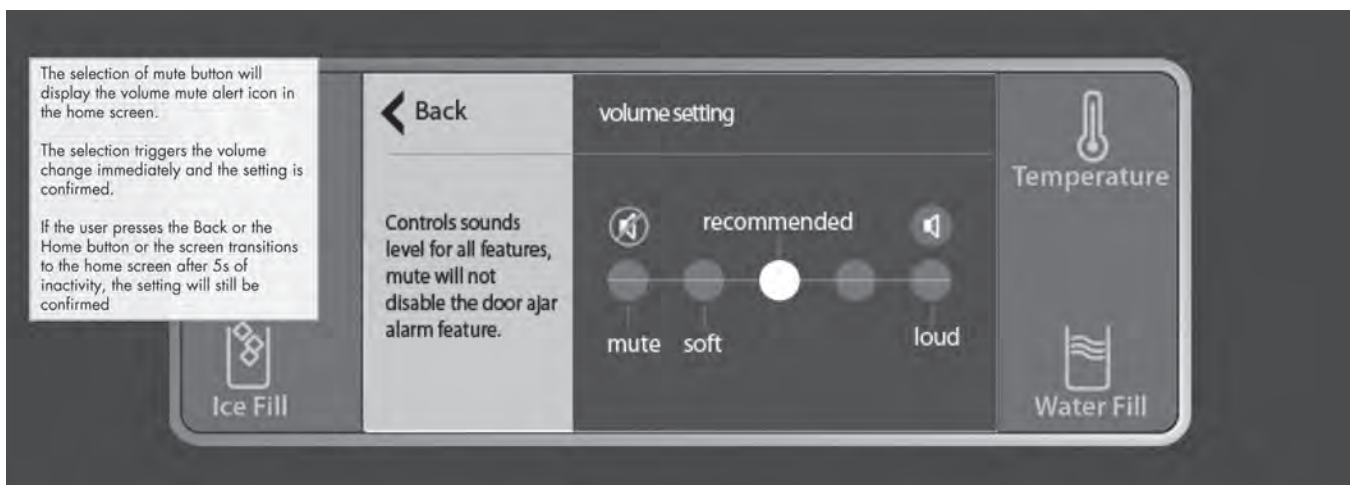 The selection of mute button will
display the volume mute alert icon in
the home screen.
The selection triggers the volume
change immediately and the setting is
confirmed.
If the user presses the Back or the
Home button or the screen transitions
to the home screen after 5s of
inactivity, the setting will still be
confirmed
Ice Fill
Back
Controls sounds
level for all features,
mute will not
disable the door ajar
alarm feature.
volume setting
recommended
mute soft loud
Temperature
Water Fill